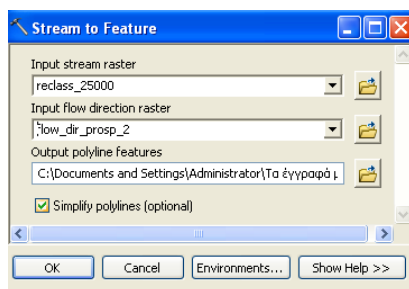 Stream to Feature
Input stream raster
reclass_25000
Input flow direction raster
flow_dir_prosp_2
Output polyline features
C:\Documents and Settings\Administrator\Τα έγγραφά μ
Simplify polylines (optional)
OK
Cancel
Environments...
Show Help >>